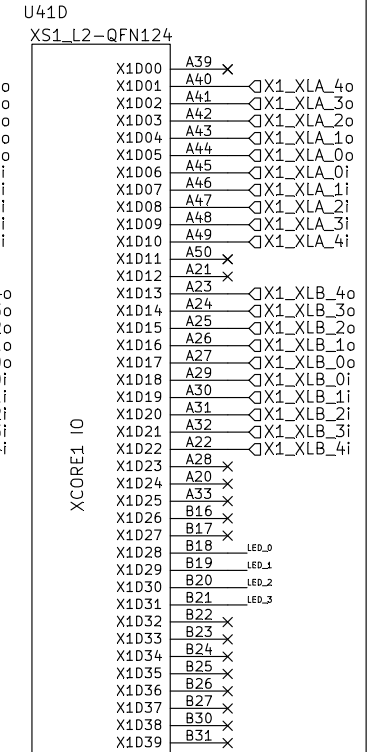 U41D
XS1_L2-QFN124
X1D00 A39
X1D01 A40 X1_XLA_4o
X1D02 A41 X1_XLA_3o
X1D03 A42 X1_XLA_2o
X1D04 A43 X1_XLA_1o
X1D05 A44 X1_XLA_0o
X1D06 A45 X1_XLA_0i
X1D07 A46 X1_XLA_1i
X1D08 A47 X1_XLA_2i
X1D09 A48 X1_XLA_3i
X1D10 A49 X1_XLA_4i
X1D11 A50
X1D12 A21
X1D13 A23 X1_XLB_4o
X1D14 A24 X1_XLB_3o
X1D15 A25 X1_XLB_2o
X1D16 A26 X1_XLB_1o
X1D17 A27 X1_XLB_0o
X1D18 A29 X1_XLB_0i
X1D19 A30 X1_XLB_1i
X1D20 A31 X1_XLB_2i
X1D21 A32 X1_XLB_3i
X1D22 A22 X1_XLB_4i
X1D23 A28
X1D24 A20
X1D25 A33
X1D26 B16
X1D27 B17
X1D28 B18 LED_0
X1D29 B19 LED_1
X1D30 B20 LED_2
X1D31 B21 LED_3
X1D32 B22
X1D33 B23
X1D34 B24
X1D35 B25
X1D36 B26
X1D37 B27
X1D38 B30
X1D39 B31
XCORE1 IO